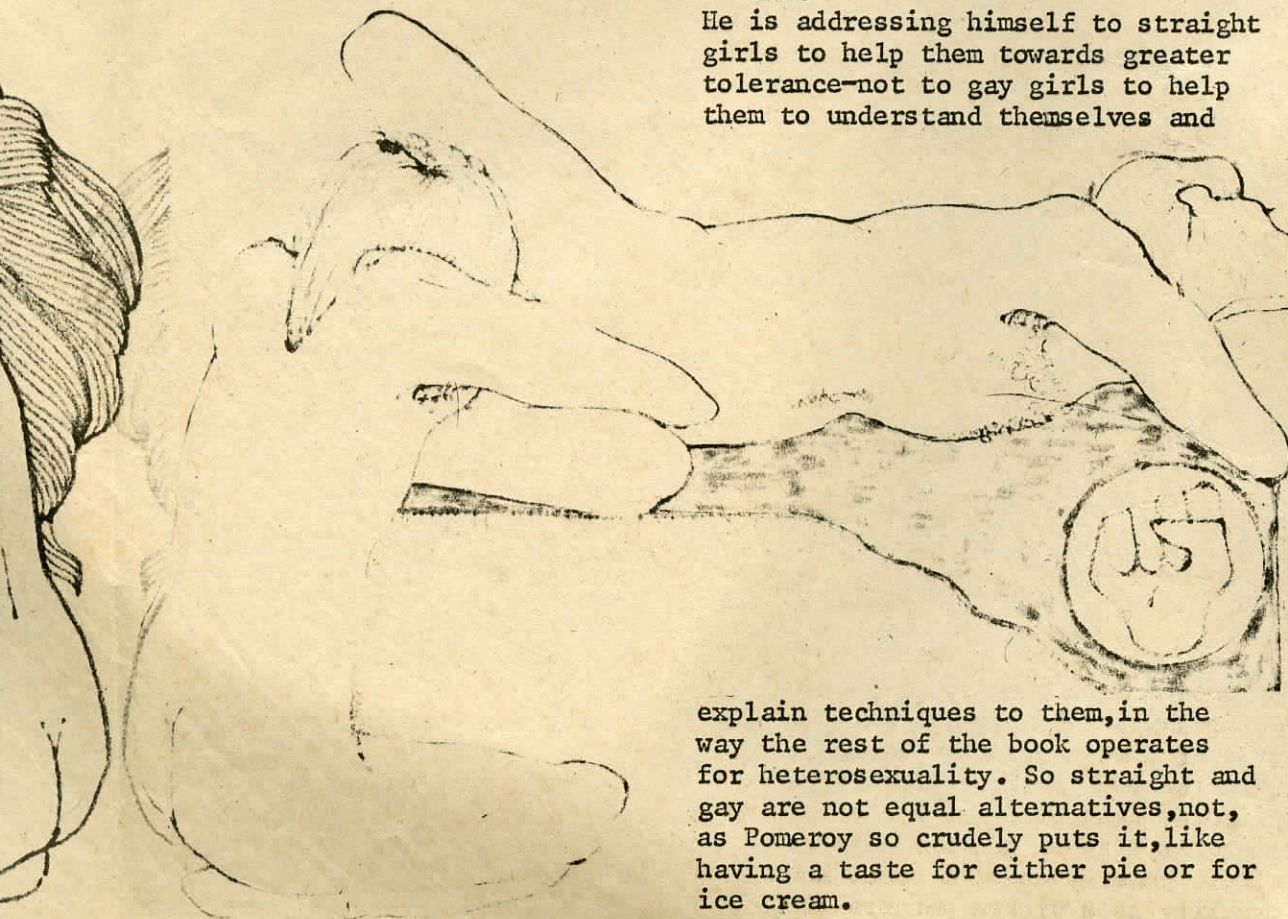 He is addressing himself to straight
girls to help them towards greater
tolerance—not to gay girls to help
them to understand themselves and
explain techniques to them,in the
way the rest of the book operates
for heterosexuality. So straight and
gay are not equal alternatives,not,
as Pomeroy so crudely puts it,like
having a taste for either pie or for
ice cream.